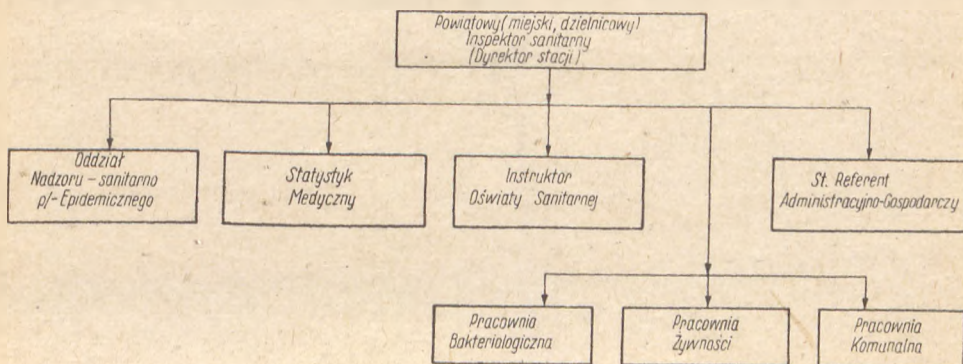 Powiatowy (miejski, dzielnicowy)
Inspektor sanitarny
(Dyrektor stacji)
Oddział
Nadzoru - sanitarno
p/-Epidemicznego
Statystyk
Medyczny
Instruktor
Oświaty Sanitarnej
St. Referent
Administracyjno-Gospodarczy
Pracownia
Bakteriologiczna
Pracownia
Żywności
Pracownia
Komunalna